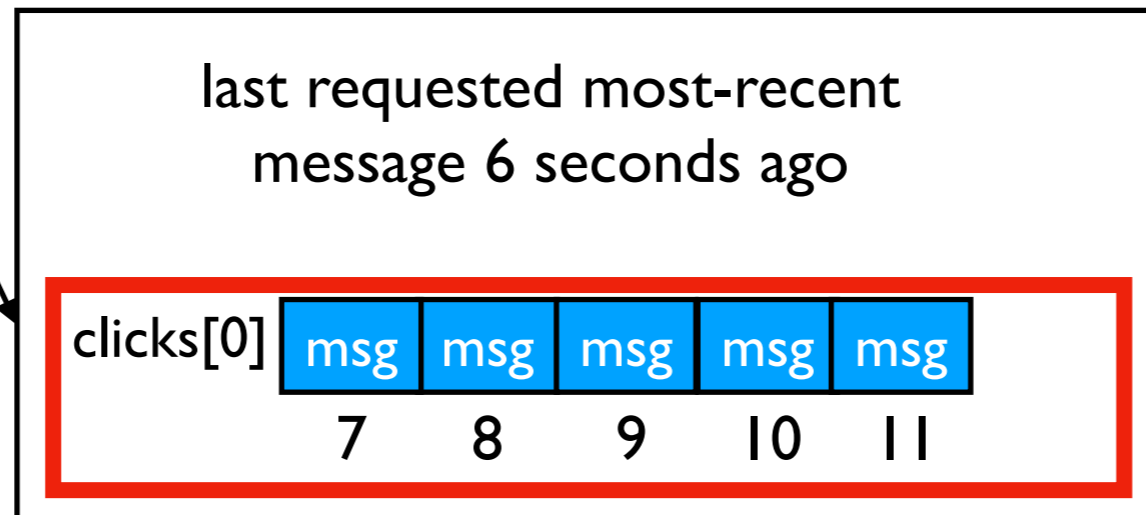 last requested most-recent
message 6 seconds ago
clicks[0] msg msg msg msg msg
7 8 9 10 11